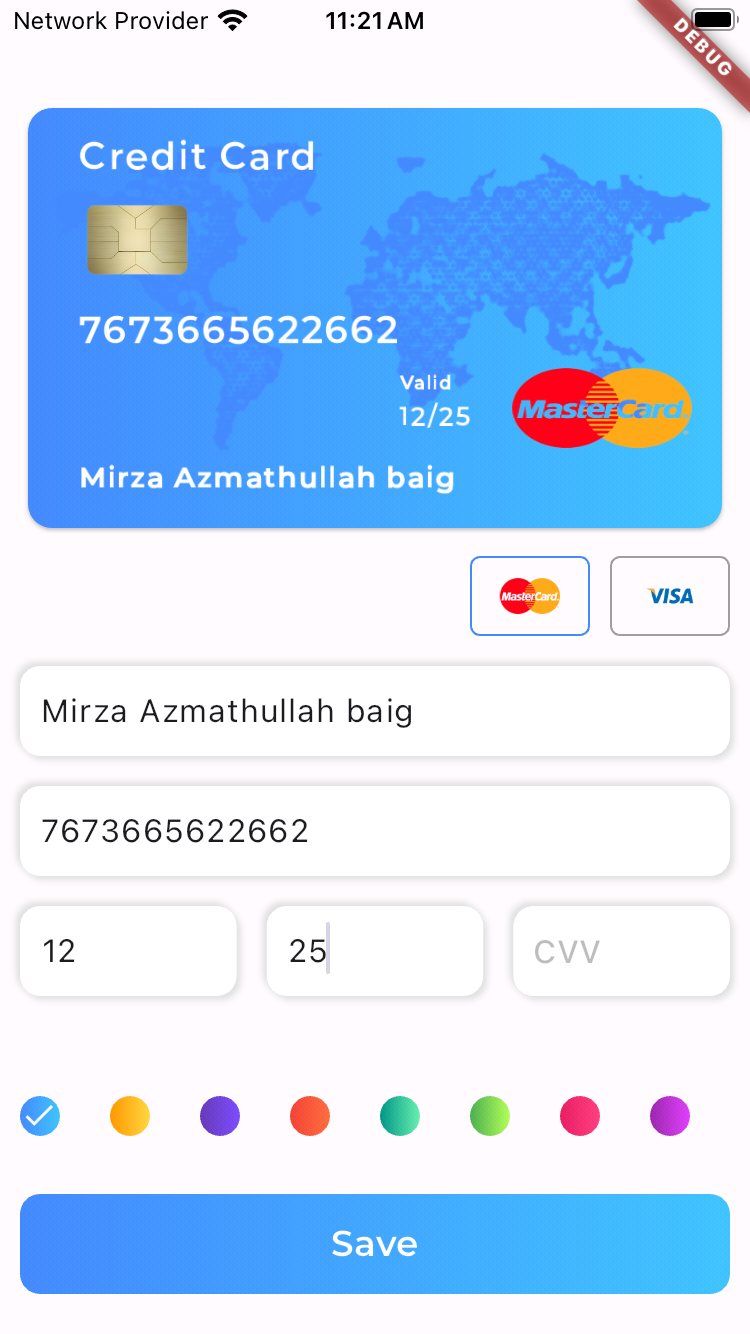 Network Provider 11:21 AM
DEBUG
Credit Card
7673665622662
Valid
12/25
MasterCard
Mirza Azmathullah baig
MasterCard VISA
Mirza Azmathullah baig
7673665622662
12 25 CVV
Save